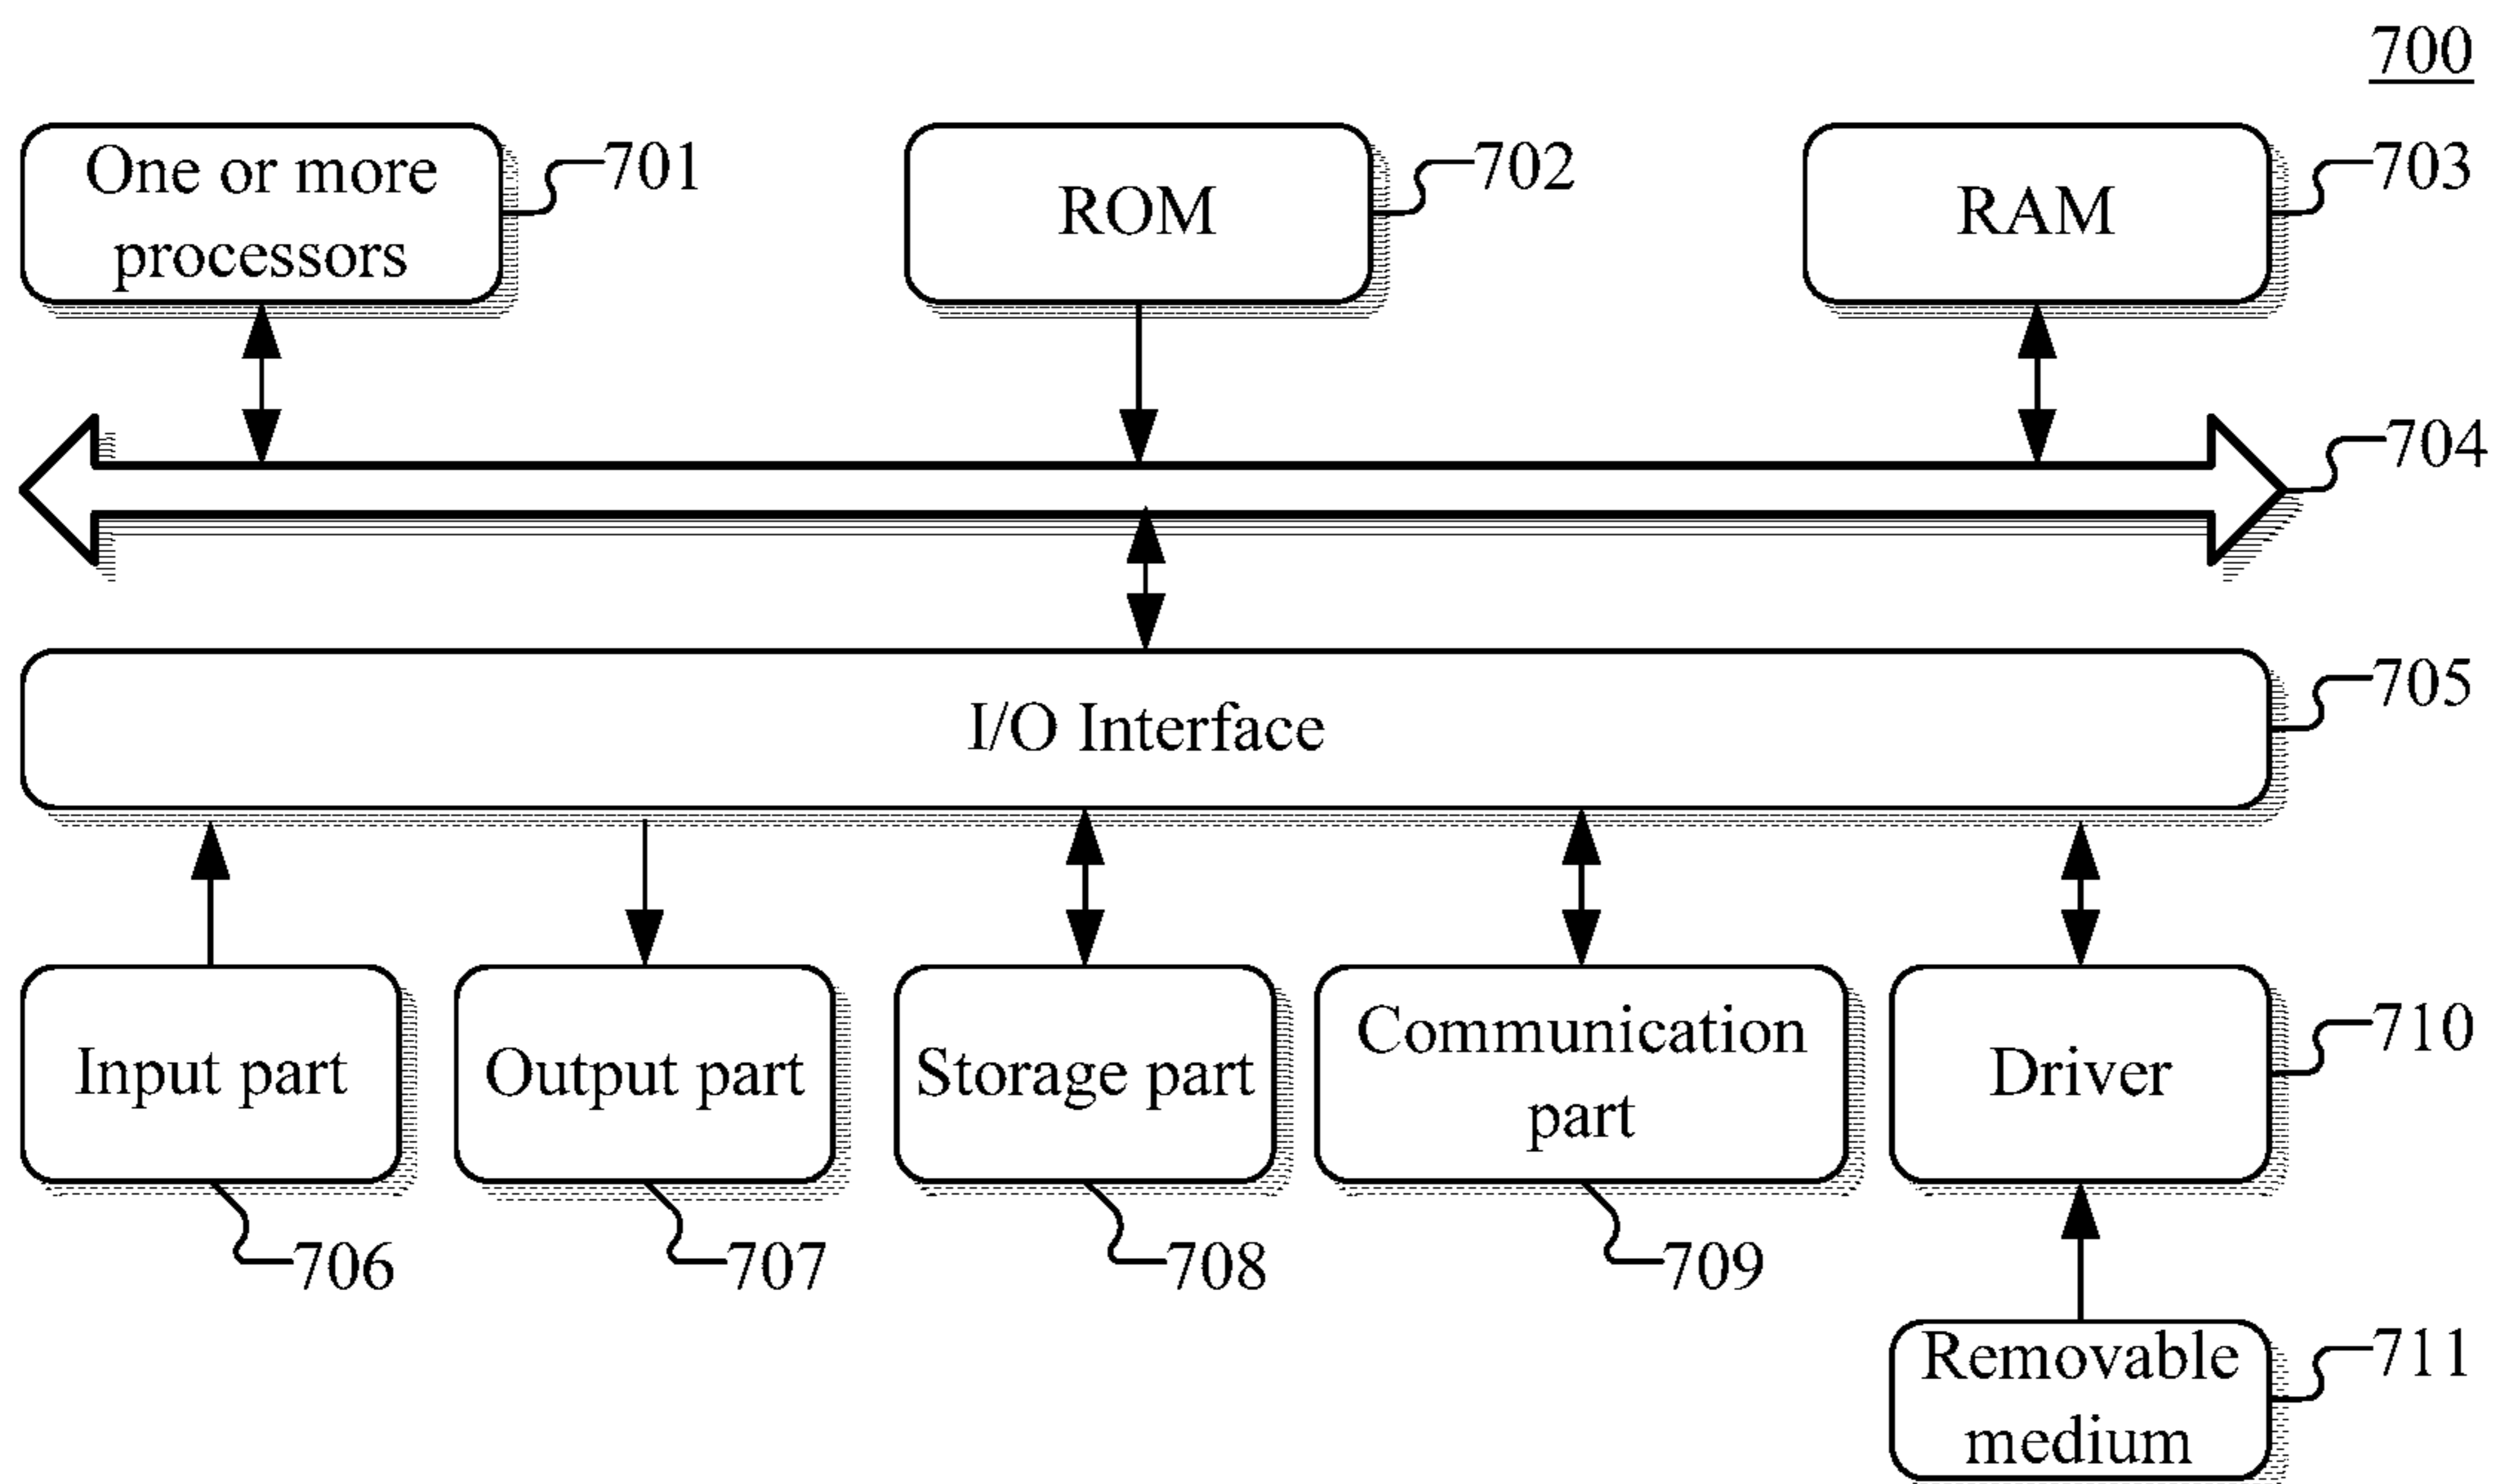 700
One or more
processors
701
ROM
702
RAM
703
704
I/O Interface
705
Input part
Output part
Storage part
Communication
part
Driver
710
706
707
708
709
Removable
medium
711